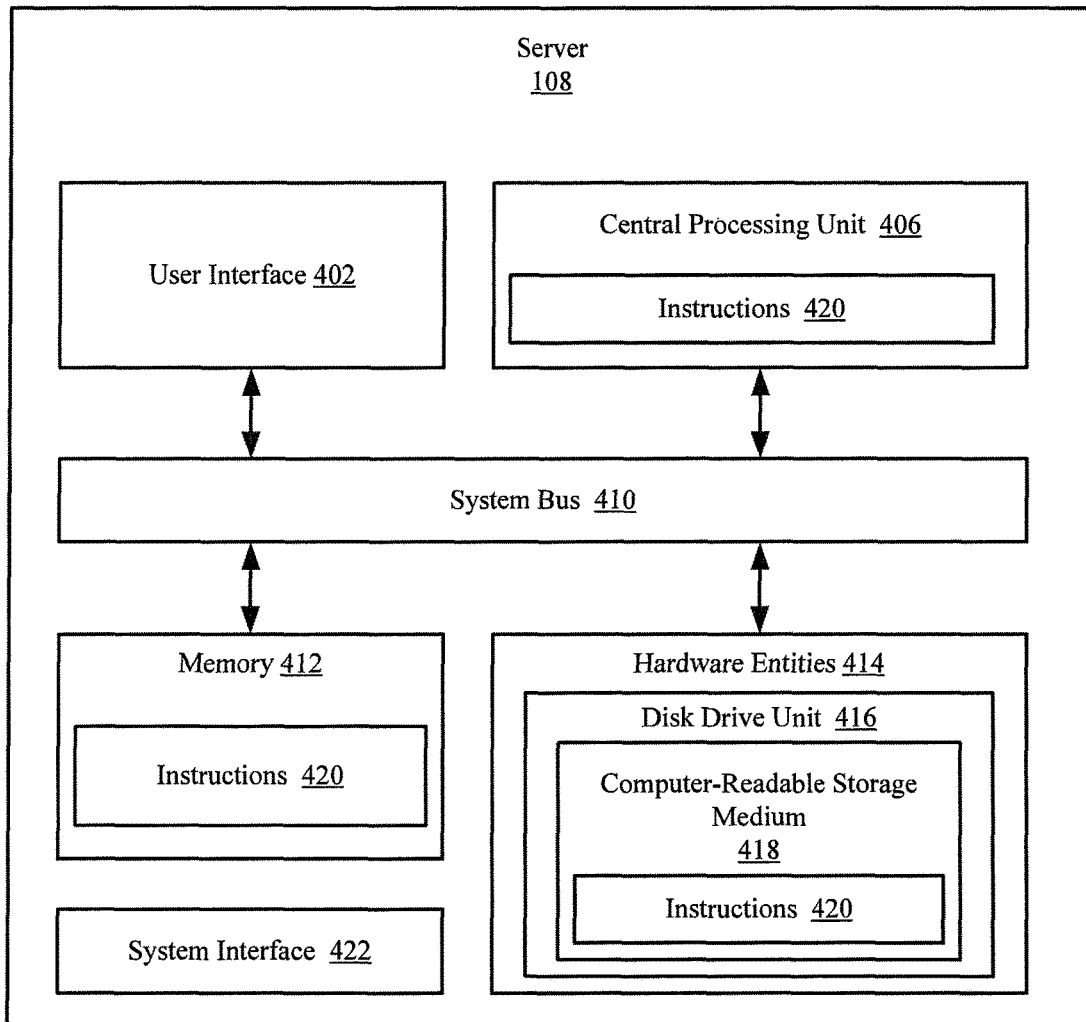 Server
108
User Interface 402
Central Processing Unit 406
Instructions 420
System Bus 410
Memory 412
Instructions 420
Hardware Entities 414
Disk Drive Unit 416
Computer-Readable Storage
Medium
418
Instructions 420
System Interface 422